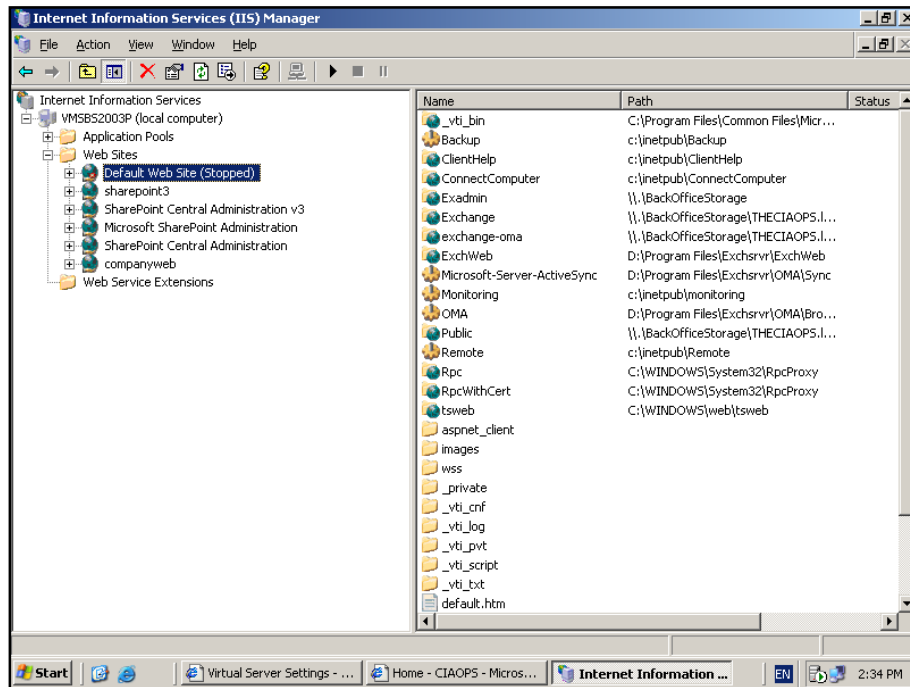 Internet Information Services (IIS) Manager
File Action View Window Help
Internet Information Services
VMSBS2003P (local computer)
Application Pools
Web Sites
Default Web Site (Stopped)
sharepoint3
SharePoint Central Administration v3
Microsoft SharePoint Administration
SharePoint Central Administration
companyweb
Web Service Extensions
Name Path Status
_vti_bin C:\Program Files\Common Files\Micr...
Backup c:\inetpub\Backup
ClientHelp c:\inetpub\ClientHelp
ConnectComputer c:\inetpub\ConnectComputer
Exadmin \\.\BackOfficeStorage
Exchange \\.\BackOfficeStorage\THECIAOPS.l...
exchange-oma \\.\BackOfficeStorage\THECIAOPS.l...
ExchWeb D:\Program Files\Exchsrvr\ExchWeb
Microsoft-Server-ActiveSync D:\Program Files\Exchsrvr\OMA\Sync
Monitoring c:\inetpub\monitoring
OMA D:\Program Files\Exchsrvr\OMA\Bro...
Public \\.\BackOfficeStorage\THECIAOPS.l...
Remote c:\inetpub\Remote
Rpc C:\WINDOWS\System32\RpcProxy
RpcWithCert C:\WINDOWS\System32\RpcProxy
tsweb C:\WINDOWS\web\tsweb
aspnet_client
images
wss
_private
_vti_cnf
_vti_log
_vti_pvt
_vti_script
_vti_txt
default.htm
Start Virtual Server Settings - ... Home - CIAOPS - Micros... Internet Information ... EN 2:34 PM